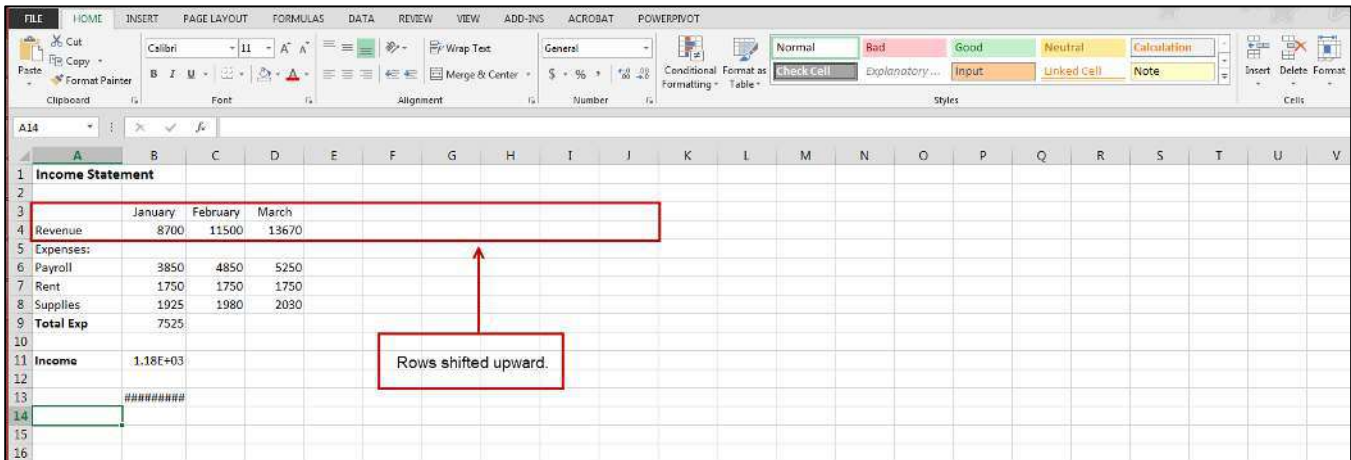 FILE HOME INSERT PAGE LAYOUT FORMULAS DATA REVIEW VIEW ADD-INS ACROBAT POWERPIVOT
Paste
Cut
Copy
Format Painter
Clipboard
Calibri 11 A A
B I U A
Font
Wrap Text
Merge & Center
Alignment
General
$ % , .00 .00
Number
Conditional Formatting
Format as Table
Normal Bad Good Neutral Calculation
Check Cell Explanatory ... Input Linked Cell Note
Styles
Insert Delete Format
Cells
A14 fx
A B C D E F G H I J K L M N O P Q R S T U V
1 Income Statement
2
3 January February March
4 Revenue 8700 11500 13670
5 Expenses:
6 Payroll 3850 4850 5250
7 Rent 1750 1750 1750
8 Supplies 1925 1980 2030
9 Total Exp 7525
10
11 Income 1.18E+03
Rows shifted upward.
12
13 #########
14
15
16